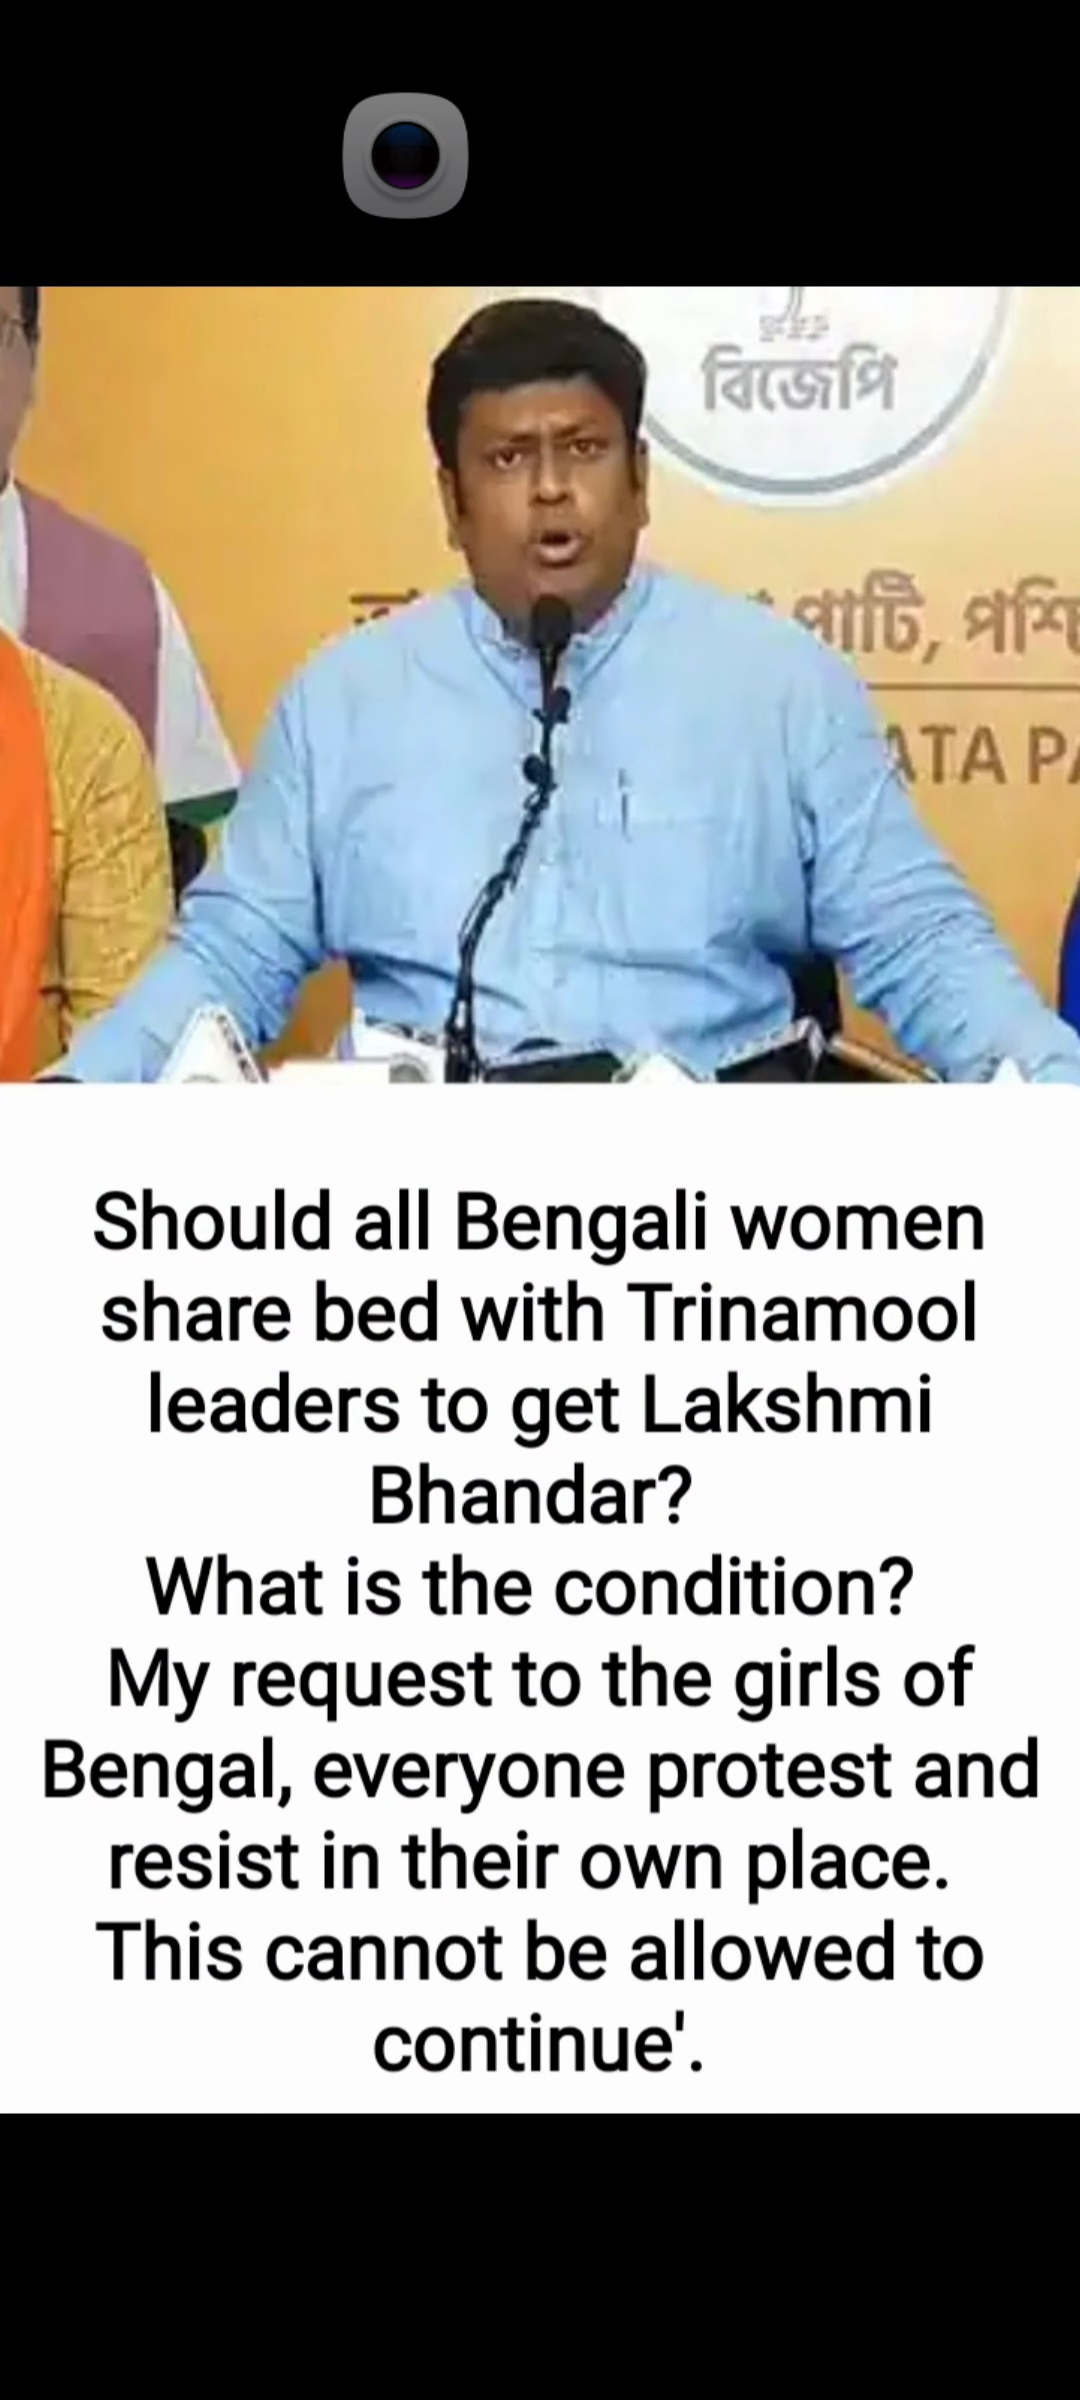 বিজেপি
পার্টি, পশ্চি
ATA PA
Should all Bengali women
share bed with Trinamool
leaders to get Lakshmi
Bhandar?
What is the condition?
My request to the girls of
Bengal, everyone protest and
resist in their own place.
This cannot be allowed to
continue'.